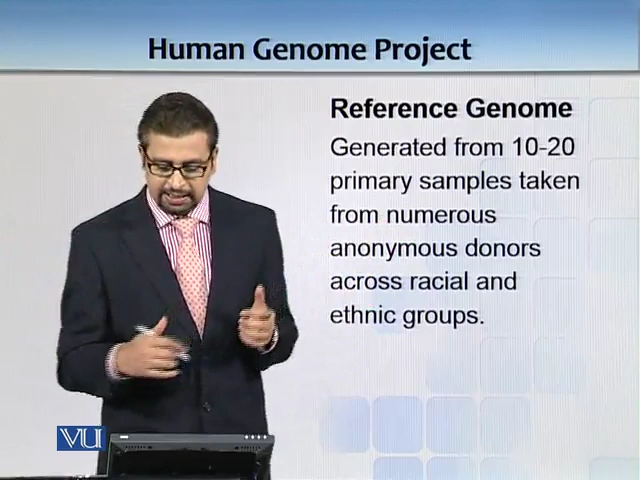 Human Genome Project
Reference Genome
Generated from 10-20
primary samples taken
from numerous
anonymous donors
across racial and
ethnic groups.
VU